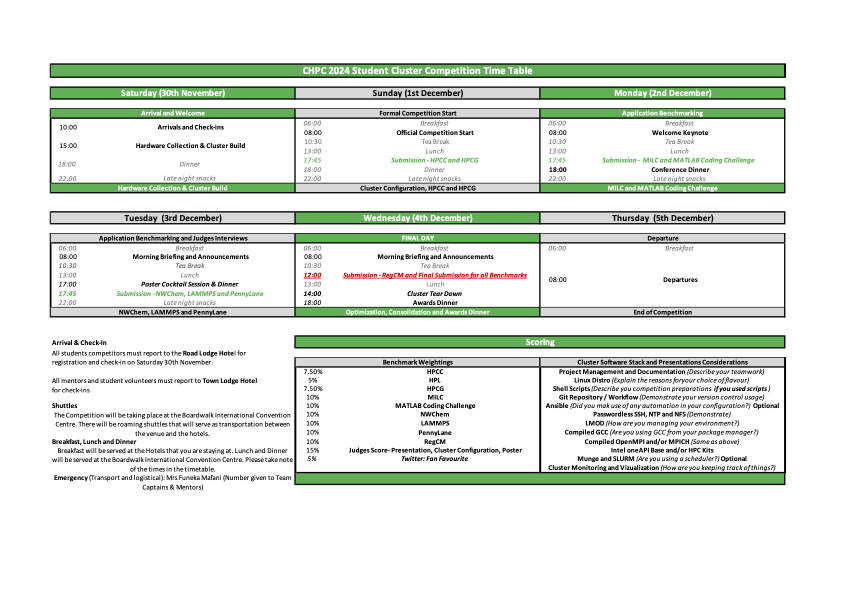 CHPC 2024 Student Cluster Competition Time Table
Saturday (30th November)
Sunday (1st December)
Monday (2nd December)
Arrival and Welcome
10:00 Arrivals and Check-ins
15:00 Hardware Collection & Cluster Build
18:00 Dinner
22:00 Late night snacks
Hardware Collection & Cluster Build
Formal Competition Start
06:00 Breakfast
08:00 Official Competition Start
10:30 Tea Break
13:00 Lunch
17:45 Submission - HPCC and HPCG
18:00 Dinner
22:00 Late night snacks
Cluster Configuration, HPCC and HPCG
Application Benchmarking
06:00 Breakfast
08:00 Welcome Keynote
10:30 Tea Break
13:00 Lunch
17:45 Submission - MILC and MATLAB Coding Challenge
18:00 Conference Dinner
22:00 Late night snacks
MILC and MATLAB Coding Challenge
Tuesday (3rd December)
Wednesday (4th December)
Thursday (5th December)
Application Benchmarking and Judges Interviews
06:00 Breakfast
08:00 Morning Briefing and Announcements
10:30 Tea Break
13:00 Lunch
17:00 Poster Cocktail Session & Dinner
17:45 Submission - NWChem, LAMMPS and PennyLane
22:00 Late night snacks
NWChem, LAMMPS and PennyLane
FINAL DAY
06:00 Breakfast
08:00 Morning Briefing and Announcements
10:30 Tea Break
12:00 Submission - RegCM and Final Submission for all Benchmarks
13:00 Lunch
14:00 Cluster Tear Down
18:00 Awards Dinner
Optimization, Consolidation and Awards Dinner
Departure
06:00 Breakfast
08:00 Departures
End of Competition
Arrival & Check-In
All students competitors must report to the Road Lodge Hotel for
registration and check-in on Saturday 30th November.
All mentors and student volunteers must report to Town Lodge Hotel
for check-ins
Shuttles
The Competition will be taking place at the Boardwalk International Convention
Centre. There will be roaming shuttles that will serve as transportation between
the venue and the hotels.
Breakfast, Lunch and Dinner
Breakfast will be served at the Hotels that you are staying at. Lunch and Dinner
will be served at the Boardwalk International Convention Centre. Please take note
of the times in the timetable.
Emergency (Transport and logistical): Mrs Funeka Mafani (Number given to Team
Captains & Mentors)
Scoring
Benchmark Weightings
7.50% HPCC
5% HPL
7.50% HPCG
10% MILC
10% MATLAB Coding Challenge
10% NWChem
10% LAMMPS
10% PennyLane
10% RegCM
15% Judges Score- Presentation, Cluster Configuration, Poster
5% Twitter: Fan Favourite
Cluster Software Stack and Presentations Considerations
Project Management and Documentation (Describe your teamwork)
Linux Distro (Explain the reasons foryour choice of flavour)
Shell Scripts (Describe you competition preparations if you used scripts)
Git Repository / Workflow (Demonstrate your version control usage)
Ansible (Did you mak use of any automation in your configuration?) Optional
Passwordless SSH, NTP and NFS (Demonstrate)
LMOD (How are you managing your environment?)
Compiled GCC (Are you using GCC from your package manager?)
Compiled OpenMPI and/or MPICH (Same as above)
Intel oneAPI Base and/or HPC Kits
Munge and SLURM (Are you using a scheduler?) Optional
Cluster Monitoring and Vizualization (How are you keeping track of things?)